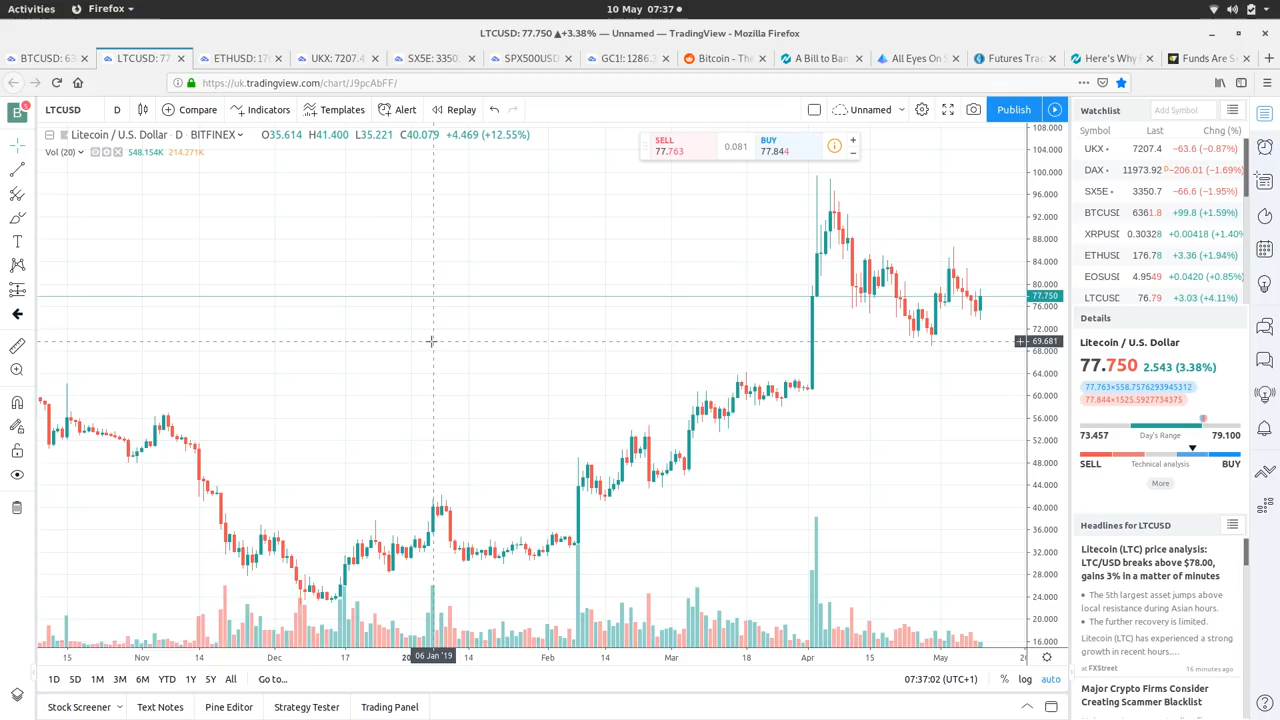 Activities Firefox 10 May 07:37
LTCUSD: 77.750 ▲+3.38% — Unnamed — TradingView - Mozilla Firefox
BTCUSD: 63 LTCUSD: 77 ETHUSD: 17 UKX: 7207.4 SX5E: 3350. SPX500USD GC1!: 1286. Bitcoin - The A Bill to Ban All Eyes On S Futures Trac Here's Why F Funds Are S
https://uk.tradingview.com/chart/J9pcAbFF/
B 5 LTCUSD D Compare Indicators Templates Alert Replay Unnamed Publish
Litecoin / U.S. Dollar D BITFINEX O35.614 H41.400 L35.221 C40.079 +4.469 (+12.55%)
Vol (20) 548.154K 214.271K
SELL
77.763
0.081
BUY
77.844
108.000
104.000
100.000
96.000
92.000
88.000
84.000
80.000
77.750
76.000
72.000
69.681
68.000
64.000
60.000
56.000
52.000
48.000
44.000
40.000
36.000
32.000
28.000
24.000
20.000
16.000
15 Nov 14 Dec 17 20 06 Jan '19 14 Feb 14 Mar 18 Apr 15 May
1D 5D 1M 3M 6M YTD 1Y 5Y All Go to... 07:37:02 (UTC+1) % log auto
Stock Screener Text Notes Pine Editor Strategy Tester Trading Panel
Watchlist Add Symbol
Symbol Last Chng (%)
UKX 7207.4 −63.6 (−0.87%)
DAX 11973.92 D −206.01 (−1.69%)
SX5E 3350.7 −66.6 (−1.95%)
BTCUSD 6361.8 +99.8 (+1.59%)
XRPUSD 0.30328 +0.00418 (+1.40%
ETHUSD 176.78 +3.36 (+1.94%)
EOSUSD 4.9549 +0.0420 (+0.85%)
LTCUSD 76.79 +3.03 (+4.11%)
Details
Litecoin / U.S. Dollar
77.750 2.543 (3.38%)
77.763×558.7576293945312
77.844×1525.5927734375
73.457 Day's Range 79.100
SELL Technical analysis BUY
More
Headlines for LTCUSD
Litecoin (LTC) price analysis:
LTC/USD breaks above $78.00,
gains 3% in a matter of minutes
• The 5th largest asset jumps above
local resistance during Asian hours.
• The further recovery is limited.
Litecoin (LTC) has experienced a strong
growth in recent hours....
at FXStreet 16 minutes ago
Major Crypto Firms Consider
Creating Scammer Blacklist